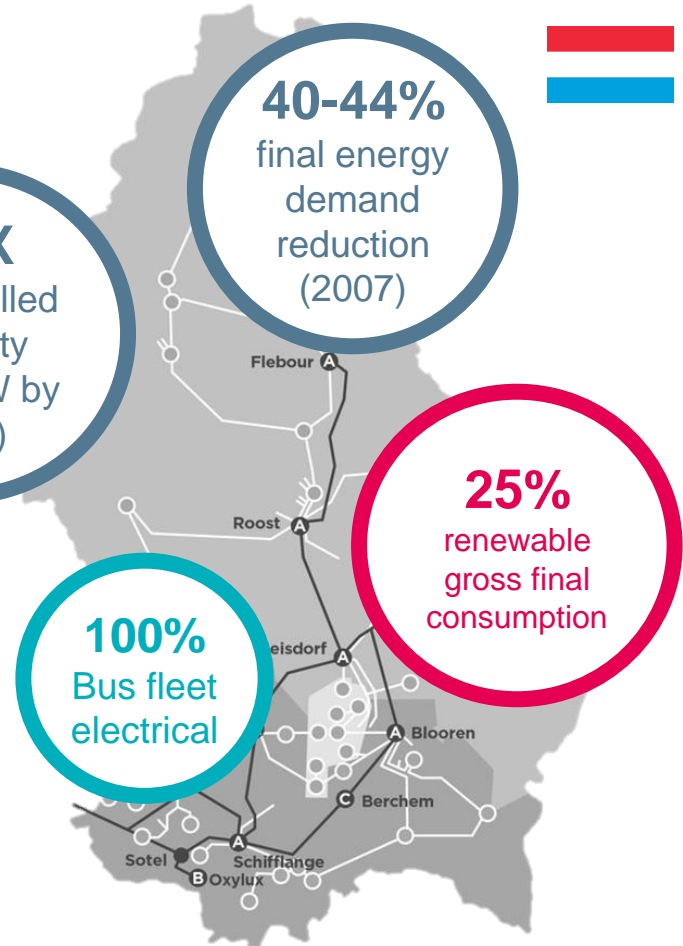 40-44%
final energy
demand
reduction
(2007)
X
by
)
Flebour A
25%
renewable
gross final
consumption
Roost A
100%
Bus fleet
electrical
A
A Blooren
C Berchem
Sotel
A
Schifflange
B Oxylux